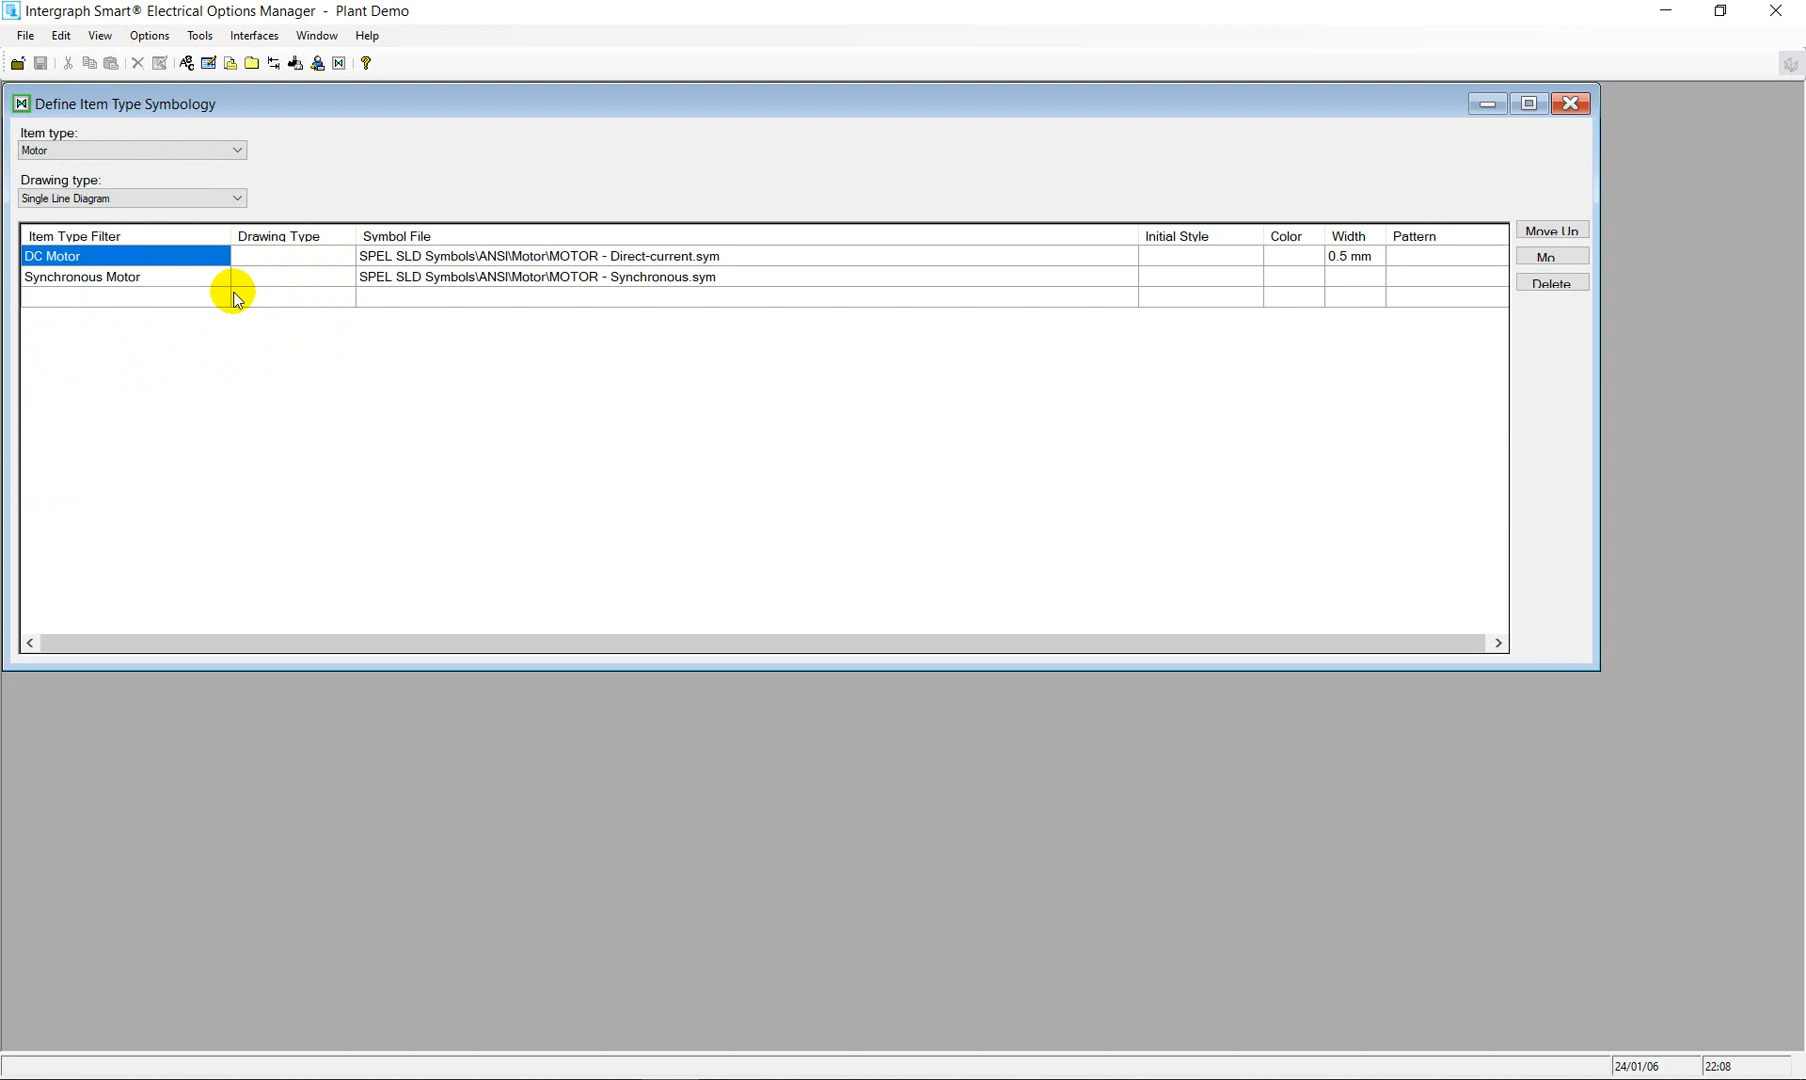 Intergraph Smart® Electrical Options Manager - Plant Demo
File Edit View Options Tools Interfaces Window Help
Define Item Type Symbology
Item type:
Motor
Drawing type:
Single Line Diagram
Item Type Filter Drawing Type Symbol File Initial Style Color Width Pattern
DC Motor SPEL SLD Symbols\ANSI\Motor\MOTOR - Direct-current.sym 0.5 mm
Synchronous Motor SPEL SLD Symbols\ANSI\Motor\MOTOR - Synchronous.sym
Move Up
Mo
Delete
24/01/06 22:08